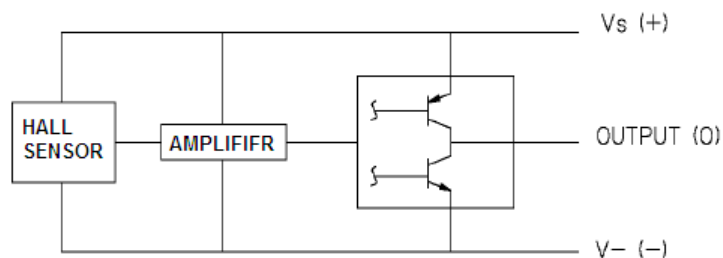 Vs (+)
HALL
SENSOR
AMPLIFIFR
OUTPUT (O)
V- (-)